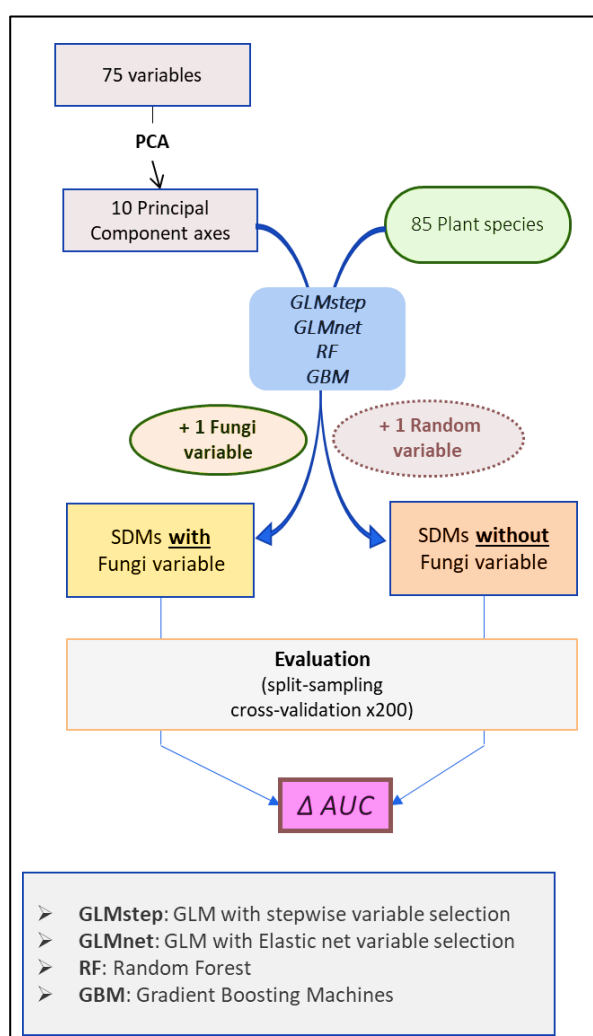 75 variables
PCA
10 Principal
Component axes
85 Plant species
GLMstep
GLMnet
RF
GBM
+ 1 Fungi
variable
+ 1 Random
variable
SDMs with
Fungi variable
SDMs without
Fungi variable
Evaluation
(split-sampling
cross-validation x200)
Δ AUC
➢ GLMstep: GLM with stepwise variable selection
➢ GLMnet: GLM with Elastic net variable selection
➢ RF: Random Forest
➢ GBM: Gradient Boosting Machines